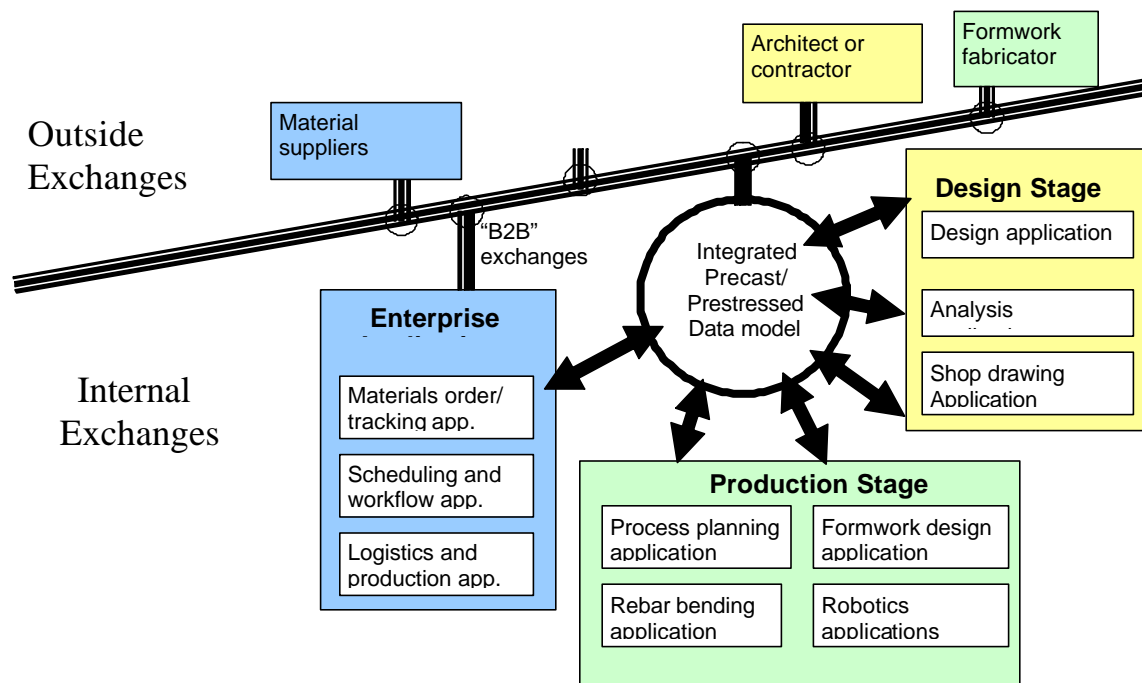 Formwork
fabricator
Architect or
contractor
Material
suppliers
Outside
Exchanges
Design Stage
Design application
Analysis
Shop drawing
Application
"B2B"
exchanges
Integrated
Precast/
Prestressed
Data model
Enterprise
Internal
Exchanges
Materials order/
tracking app.
Scheduling and
workflow app.
Logistics and
production app.
Production Stage
Process planning
application
Formwork design
application
Rebar bending
application
Robotics
applications